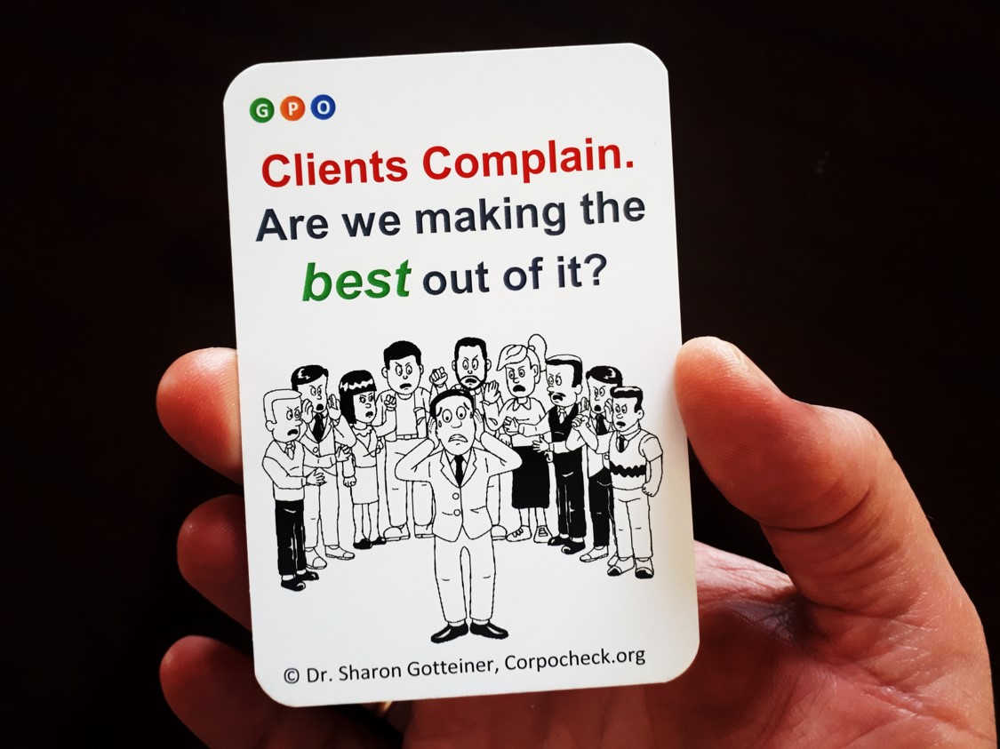 G P O
Clients Complain.
Are we making the
best out of it?
© Dr. Sharon Gotteiner, Corpocheck.org